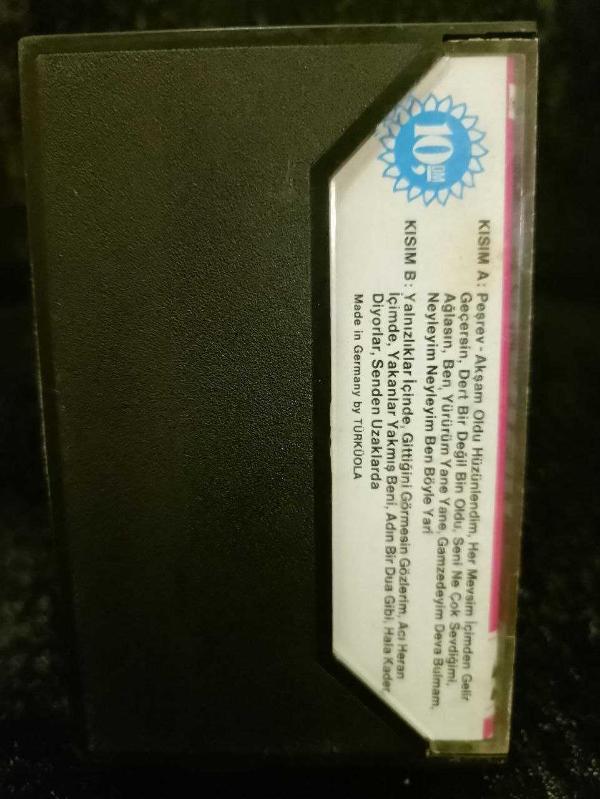 10,DM
KISIM A: Peşrev - Akşam Oldu Hüzünlendim, Her Mevsim İçimden Gelir
Geçersin, Dert Bir Değil Bin Oldu, Seni Ne Çok Sevdiğimi,
Ağlasın, Ben Yürürüm Yane Yane, Gamzedeyim Deva Bulmam,
Neyleyim Neyleyim Ben Böyle Yari
KISIM B: Yalnızlıklar İçinde, Gittiğini Görmesin Gözlerim, Acı Heran
İçimde, Yakanlar Yakmış Beni, Adın Bir Dua Gibi, Hala Kader
Diyorlar, Senden Uzaklarda
Made in Germany by TÜRKÜOLA